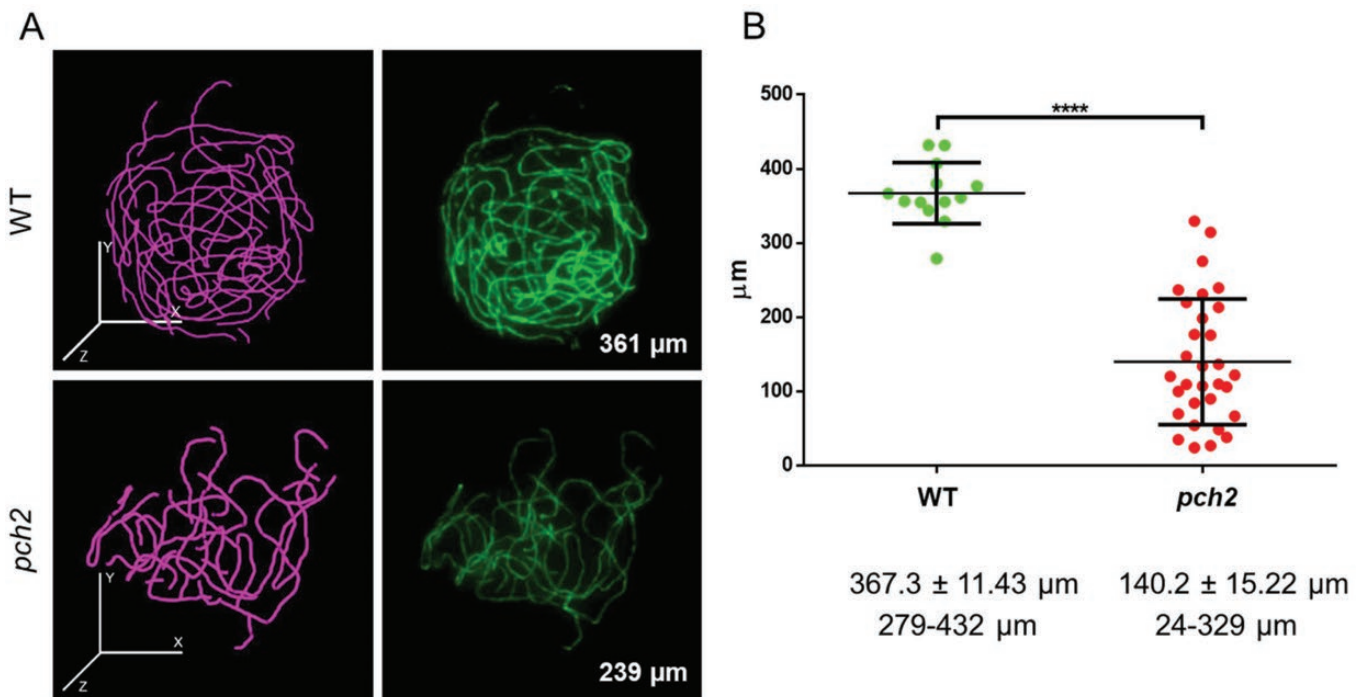 A
WT
Y
X
Z
361 µm
pch2
Y
X
Z
239 µm
B
µm
500
400
300
200
100
0
****
WT
pch2
367.3 ± 11.43 µm
140.2 ± 15.22 µm
279-432 µm
24-329 µm